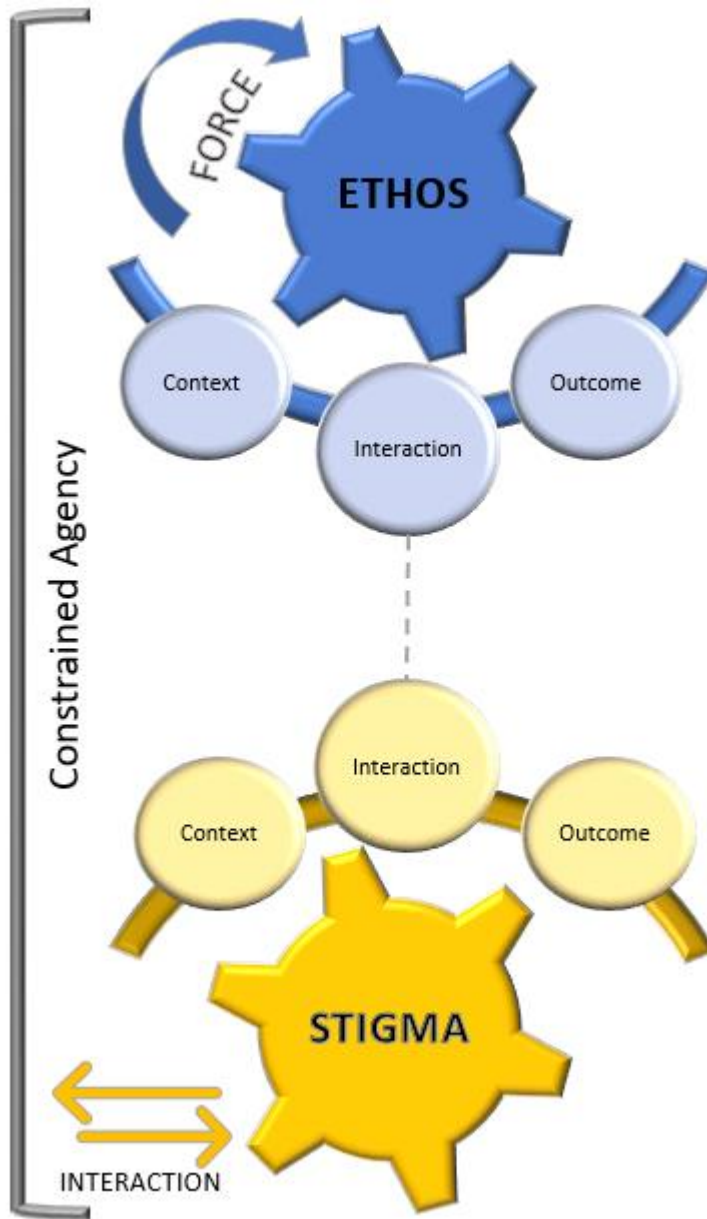 FORCE
ETHOS
Context
Interaction
Outcome
Constrained Agency
Context
Interaction
Outcome
STIGMA
INTERACTION